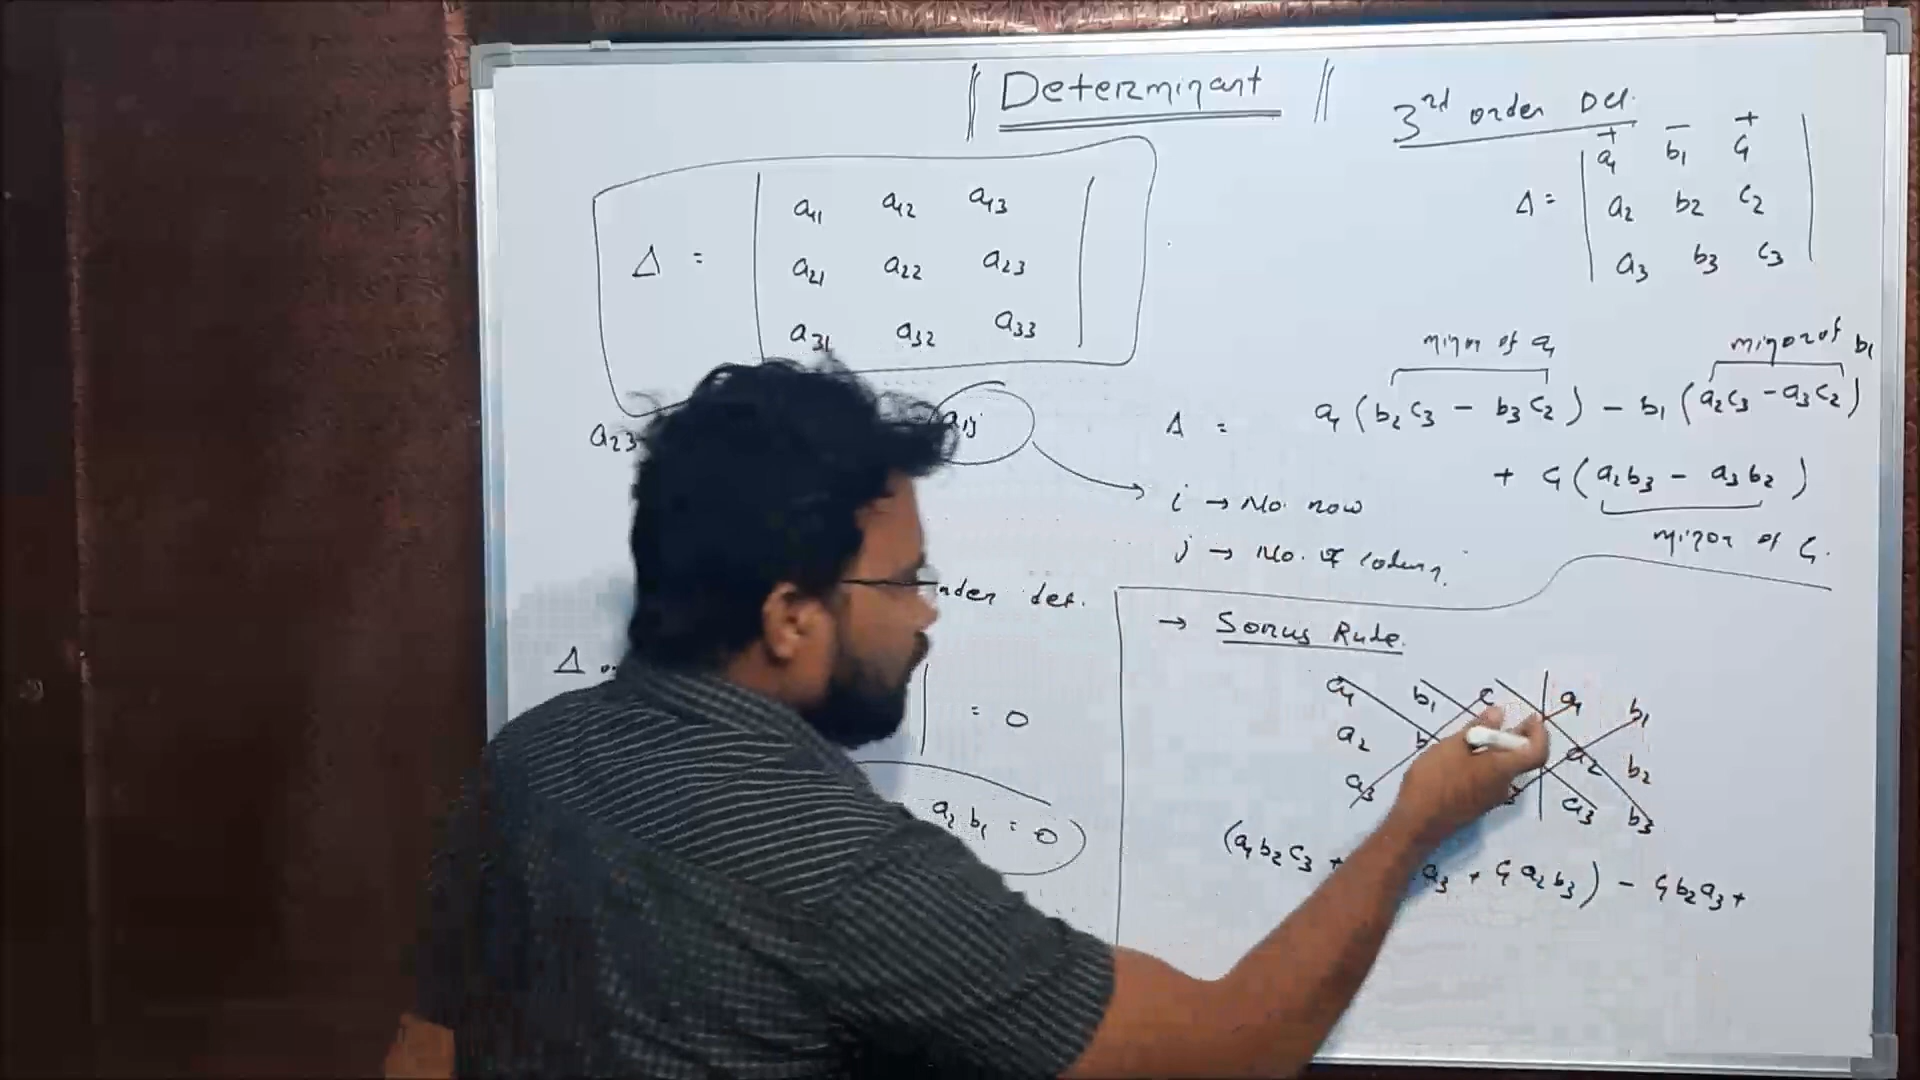 || Determinant ||
3rd order Det.
Δ = | a11 a12 a13 |
a21 a22 a23
a31 a32 a33
+ − +
Δ = | a1 b1 c1 |
a2 b2 c2
a3 b3 c3
minor of a1 minor of b1
Δ = a1 (b2c3 − b3c2) − b1 (a2c3 − a3c2)
+ c1 (a2b3 − a3b2)
minor of c1.
a23 aij
i → No. row
j → No. of column.
order det.
Δ
= 0
a2 b1 = 0
→ Sorus Rule.
a1 b1 c a1 b1
a2 b a2 b2
a3 a3 b3
(a1b2c3 + a3 + c1a2b3) − c1b2a3 +